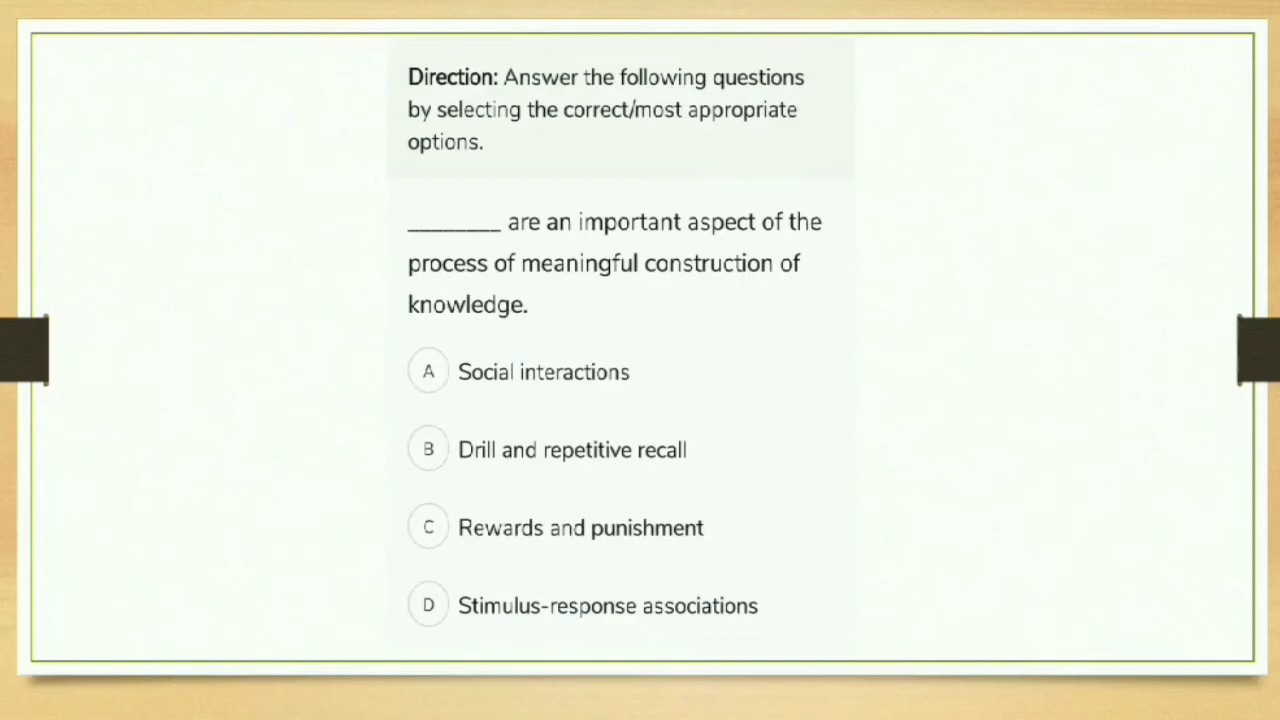 Direction: Answer the following questions
by selecting the correct/most appropriate
options.
________ are an important aspect of the
process of meaningful construction of
knowledge.
A Social interactions
B Drill and repetitive recall
C Rewards and punishment
D Stimulus-response associations